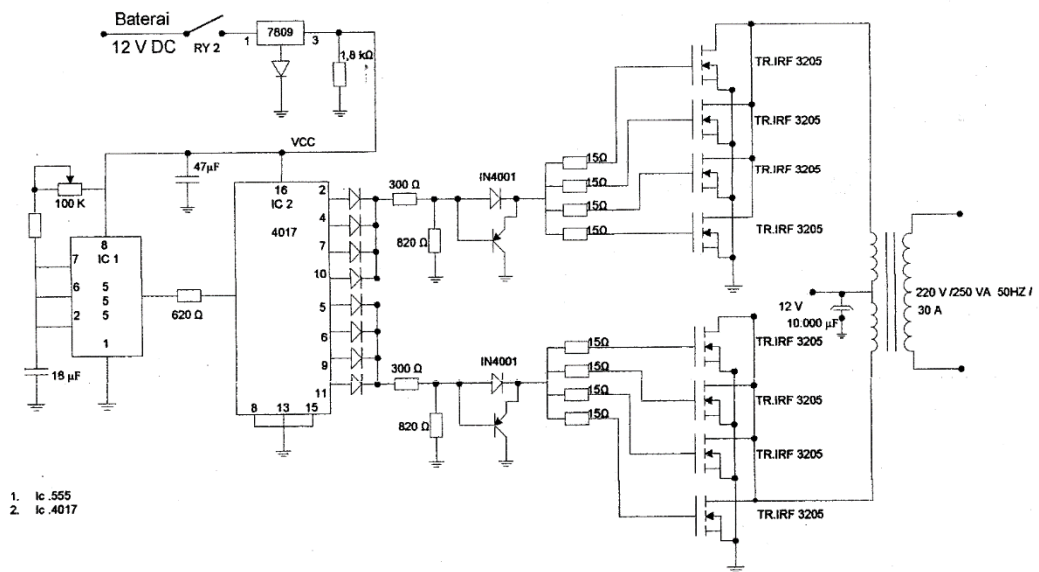 Baterai
12 V DC
RY 2
1
7809
3
1,8 kΩ
VCC
47µF
100 K
8
IC 1
7
6
2
5
5
5
1
18 µF
620 Ω
16
IC 2
4017
2
4
7
10
5
6
9
11
8
13
15
300 Ω
820 Ω
IN4001
15Ω
15Ω
15Ω
15Ω
TR.IRF 3205
TR.IRF 3205
TR.IRF 3205
TR.IRF 3205
300 Ω
820 Ω
IN4001
15Ω
15Ω
15Ω
15Ω
TR.IRF 3205
TR.IRF 3205
TR.IRF 3205
TR.IRF 3205
12 V
10.000 µF
220 V /250 VA 50HZ /
30 A
1. Ic .555
2. Ic .4017